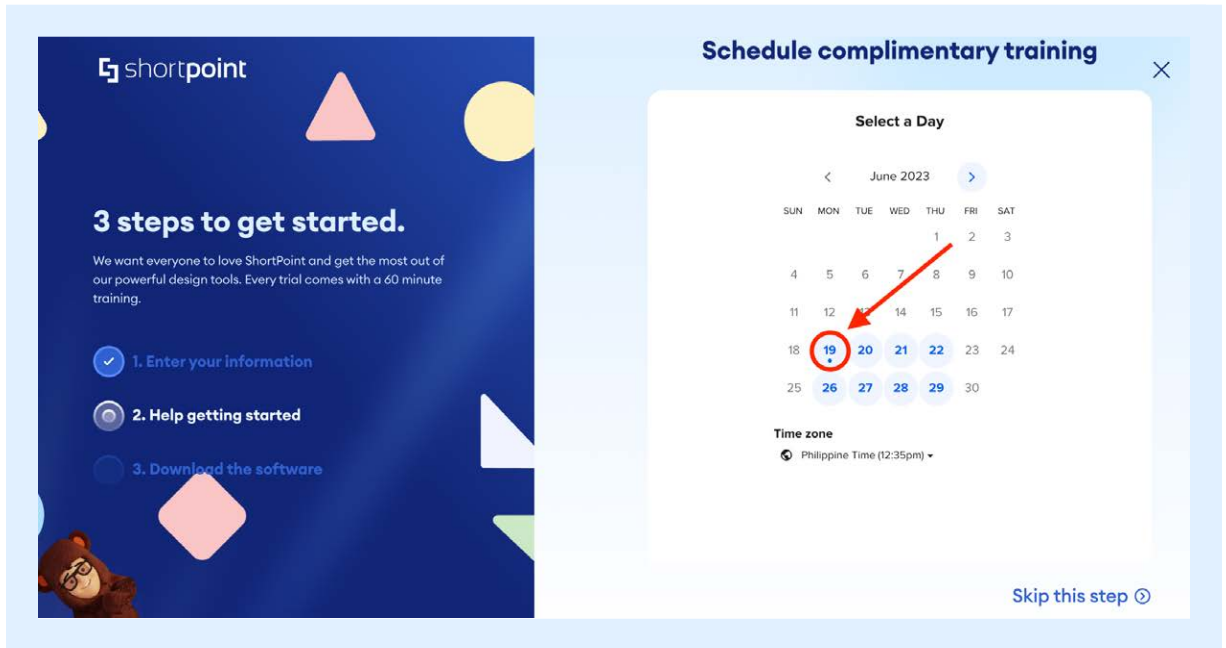 shortpoint
3 steps to get started.
We want everyone to love ShortPoint and get the most out of
our powerful design tools. Every trial comes with a 60 minute
training.
1. Enter your information
2. Help getting started
3. Download the software
Schedule complimentary training
Select a Day
June 2023
SUN MON TUE WED THU FRI SAT
1 2 3
4 5 6 7 8 9 10
11 12 13 14 15 16 17
18 19 20 21 22 23 24
25 26 27 28 29 30
Time zone
Philippine Time (12:35pm)
Skip this step